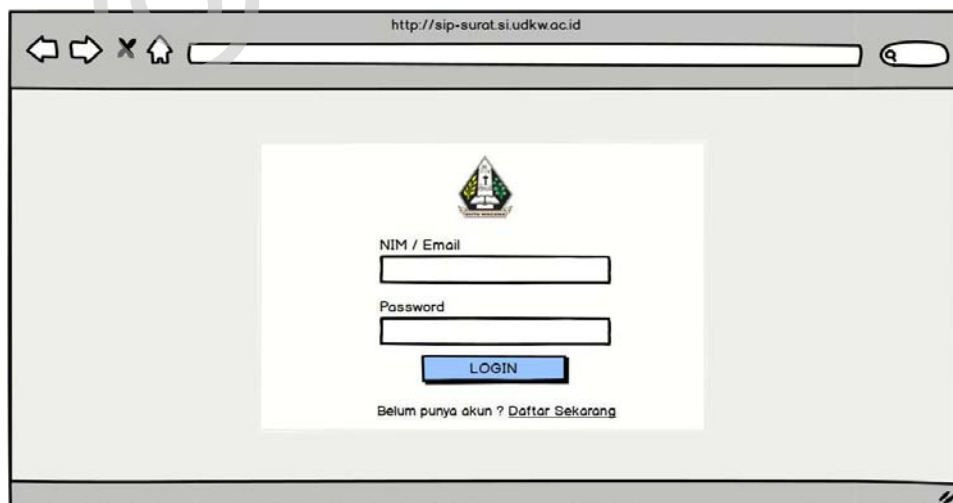 http://sip-surat.si.udkw.ac.id
NIM / Email
Password
LOGIN
Belum punya akun ? Daftar Sekarang